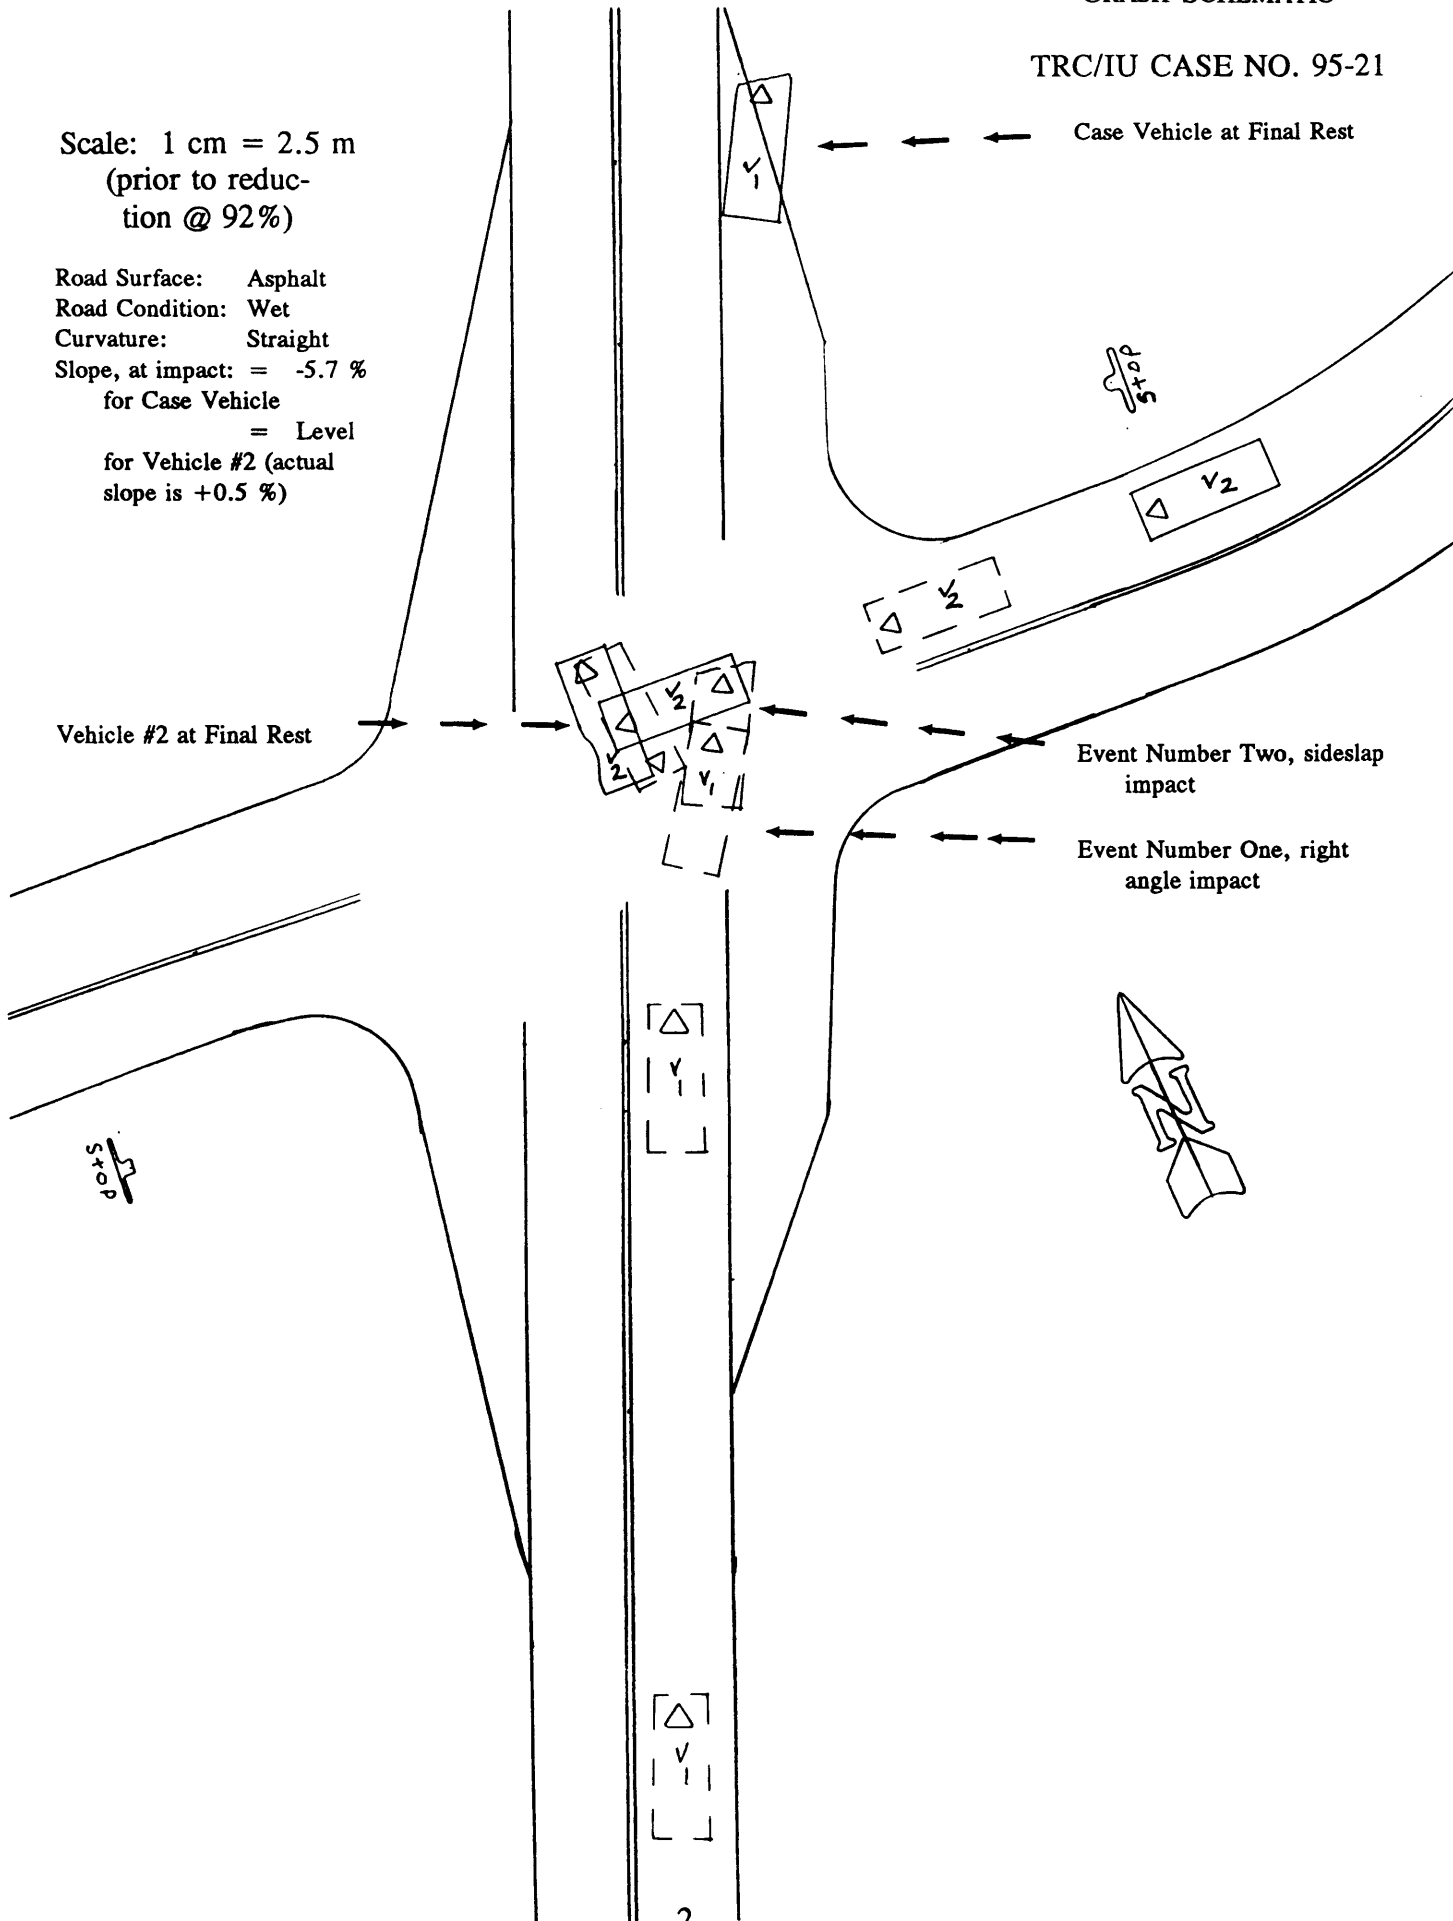 CRASH SCHEMATIC
TRC/IU CASE NO. 95-21
Scale: 1 cm = 2.5 m
(prior to reduc-
tion @ 92%)
Case Vehicle at Final Rest
Road Surface: Asphalt
Road Condition: Wet
Curvature: Straight
Slope, at impact: = -5.7 %
for Case Vehicle
= Level
for Vehicle #2 (actual
slope is +0.5 %)
V1
Stop
V2
V2
V2
V2
V1
Vehicle #2 at Final Rest
Event Number Two, sideslap
impact
Event Number One, right
angle impact
V1
N
Stop
V1
2